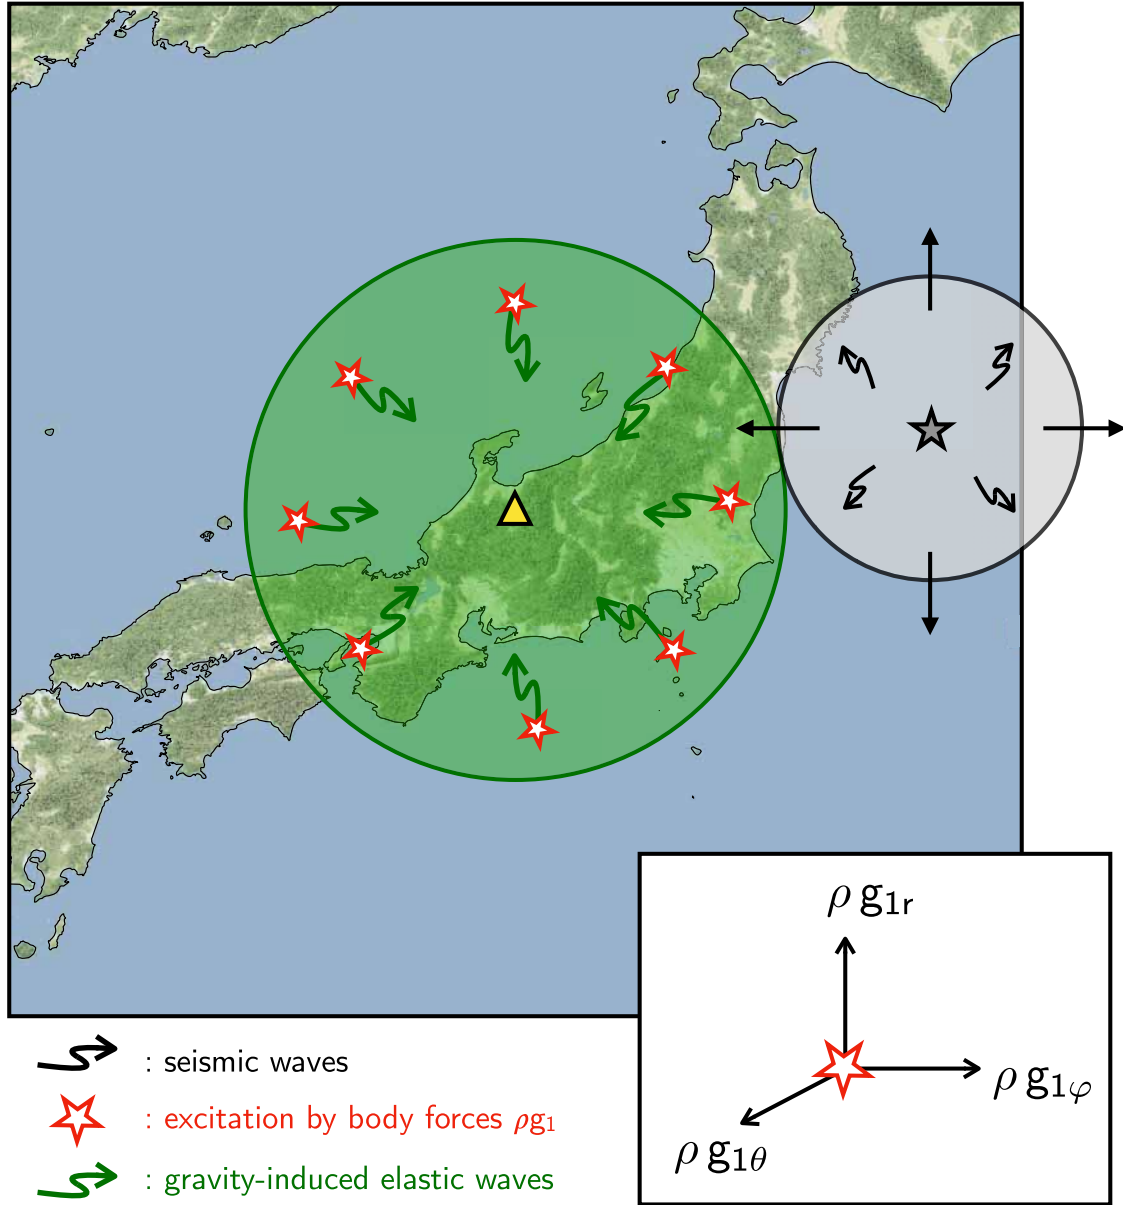 ρ g₁ᵣ
ρ g₁φ
ρ g₁θ
: seismic waves
: excitation by body forces ρg₁
: gravity-induced elastic waves